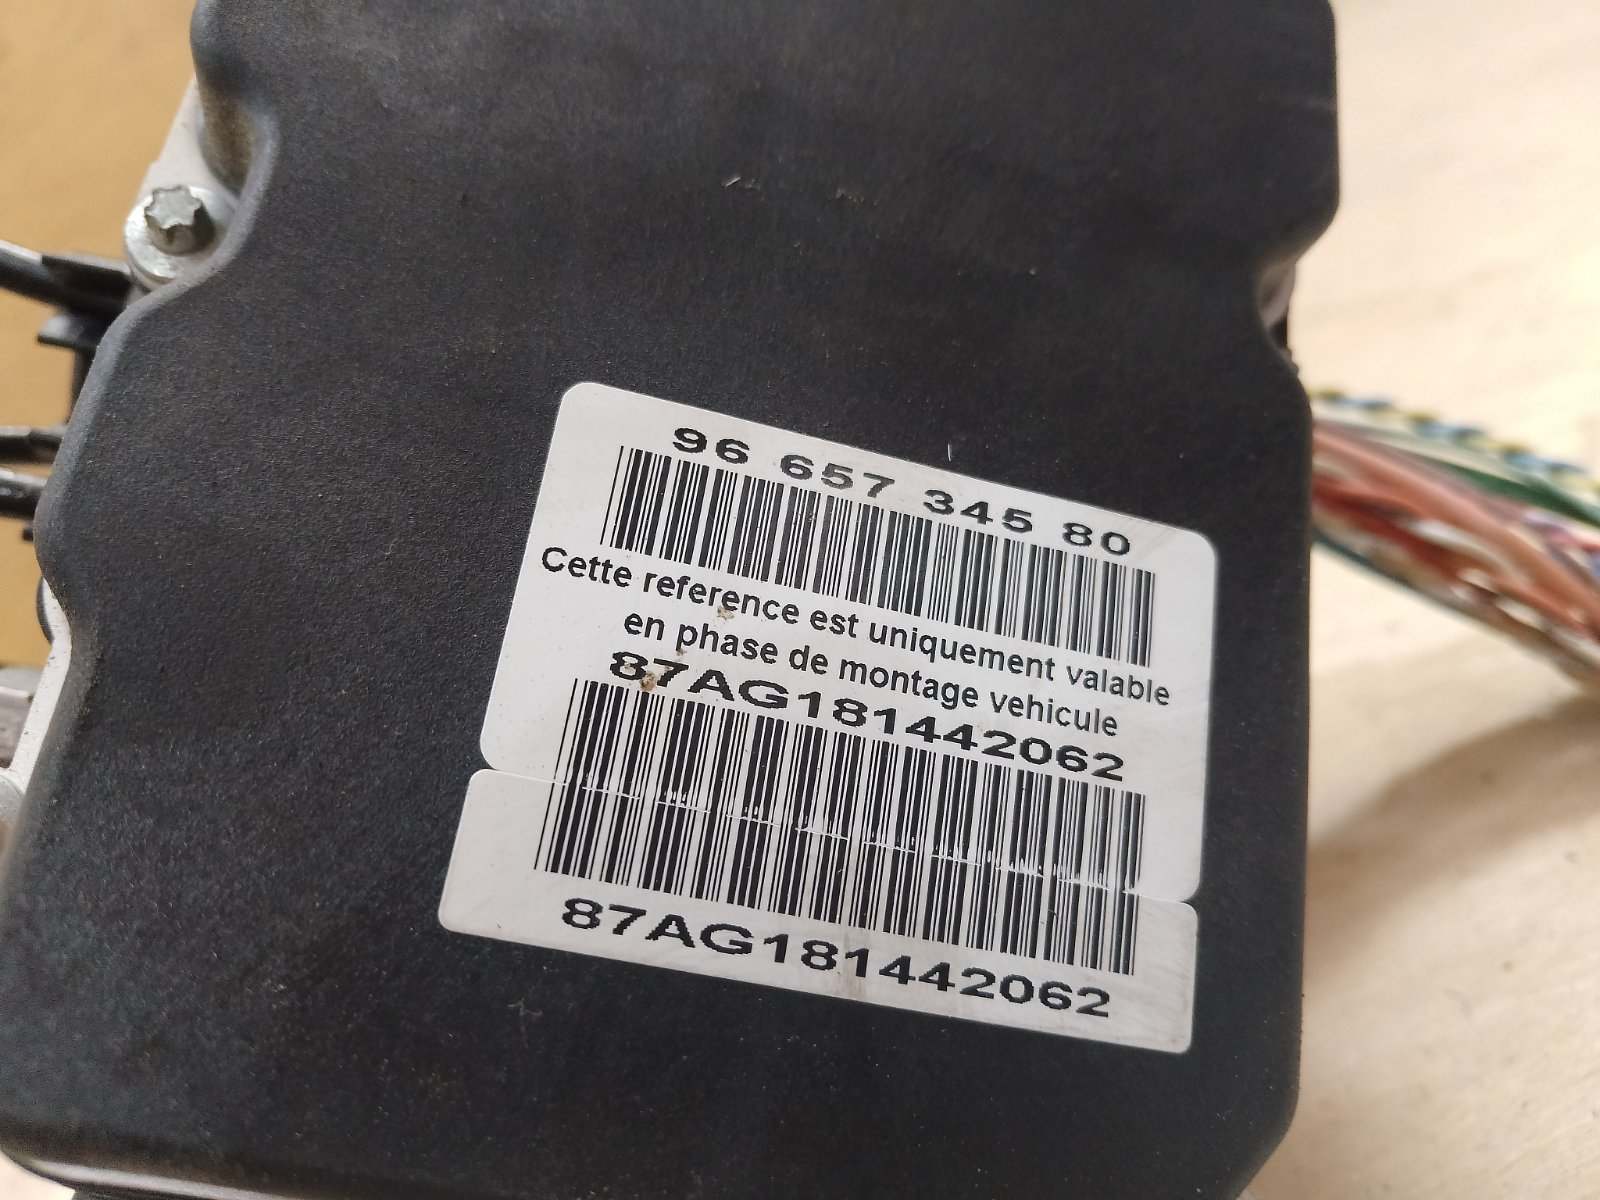 96 657 345 80
Cette reference est uniquement valable
en phase de montage vehicule
87AG181442062
87AG181442062